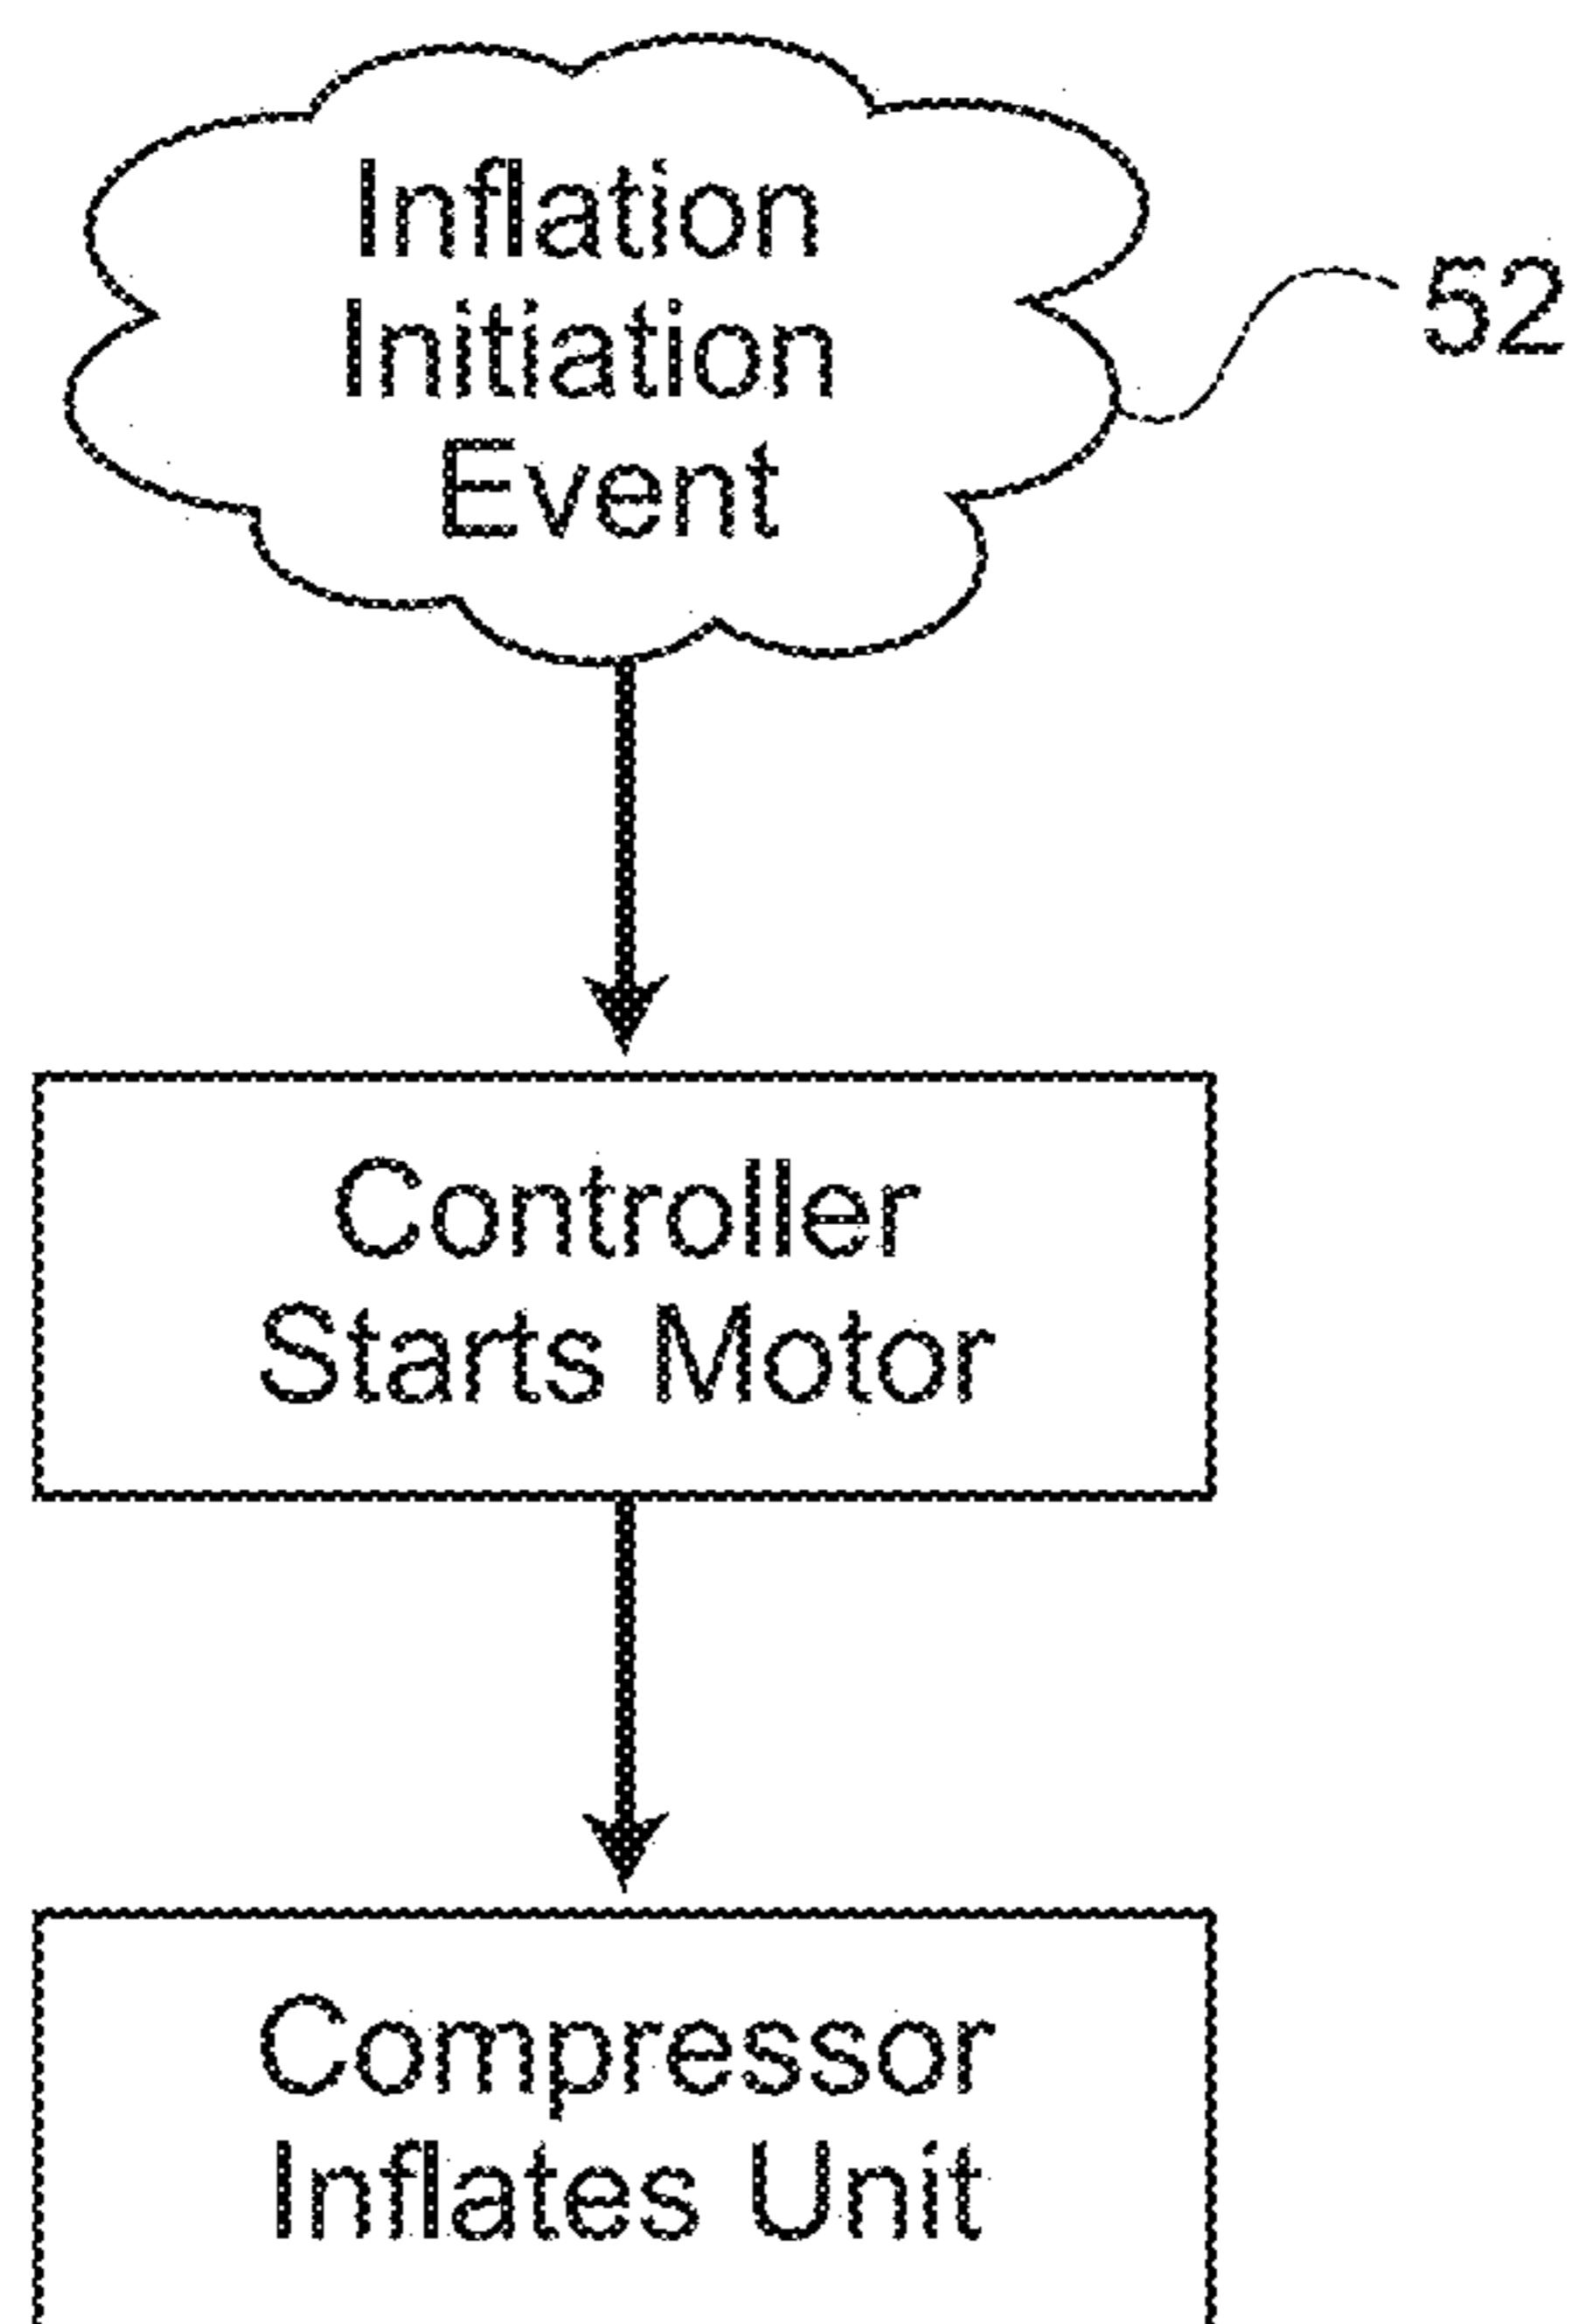 Inflation
Initiation
Event
52
Controller
Starts Motor
Compressor
Inflates Unit